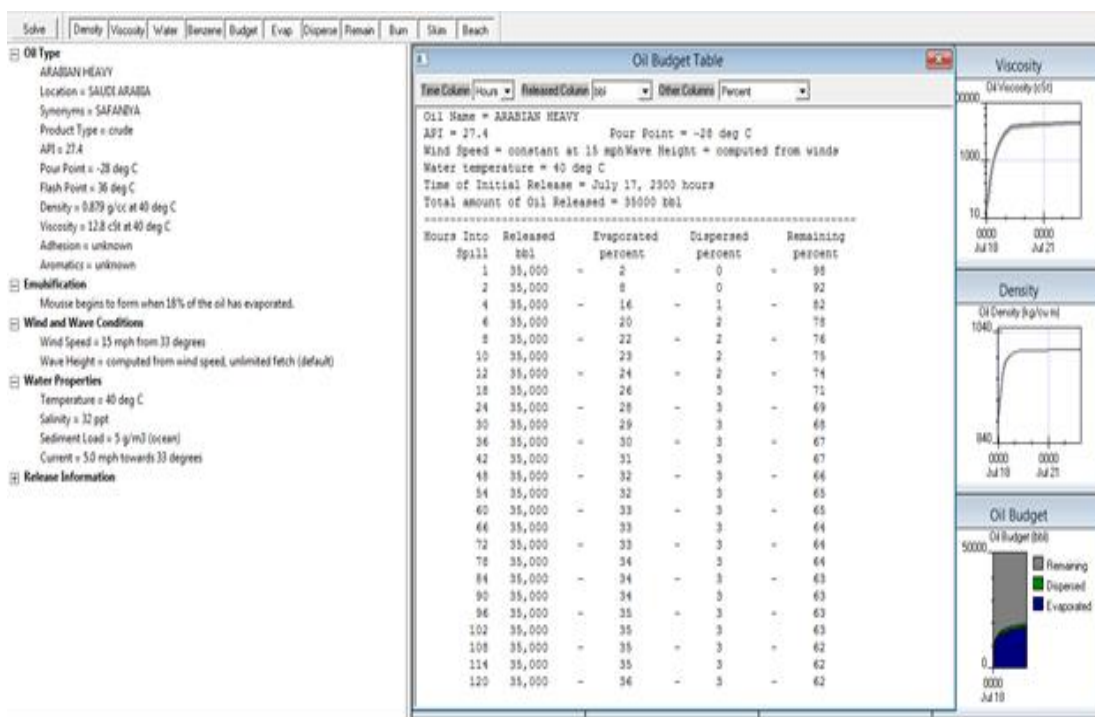 Solve Density Viscosity Water Benzene Budget Evap. Disperse Remain Burn Skim Beach
Oil Type
ARABIAN HEAVY
Location = SAUDI ARABIA
Synonyms = SAFANIYA
Product Type = crude
API = 27.4
Pour Point = -28 deg C
Flash Point = 36 deg C
Density = 0.879 g/cc at 40 deg C
Viscosity = 12.8 cSt at 40 deg C
Adhesion = unknown
Aromatics = unknown
Emulsification
Mousse begins to form when 18% of the oil has evaporated.
Wind and Wave Conditions
Wind Speed = 15 mph from 33 degrees
Wave Height = computed from wind speed, unlimited fetch (default)
Water Properties
Temperature = 40 deg C
Salinity = 32 ppt
Sediment Load = 5 g/m3 (ocean)
Current = 5.0 mph towards 33 degrees
Release Information
Oil Budget Table
Time Column Hours Released Column bbl Other Columns Percent
Oil Name = ARABIAN HEAVY
API = 27.4 Pour Point = -28 deg C
Wind Speed = constant at 15 mphWave Height = computed from winds
Water temperature = 40 deg C
Time of Initial Release = July 17, 2300 hours
Total amount of Oil Released = 35000 bbl
Hours Into Released Evaporated Dispersed Remaining
Spill bbl percent percent percent
1 35,000 - 2 - 0 - 98
2 35,000 - 8 - 0 - 92
4 35,000 - 16 - 1 - 82
6 35,000 - 20 - 2 - 78
8 35,000 - 22 - 2 - 76
10 35,000 - 23 - 2 - 75
12 35,000 - 24 - 2 - 74
18 35,000 - 26 - 3 - 71
24 35,000 - 28 - 3 - 69
30 35,000 - 29 - 3 - 68
36 35,000 - 30 - 3 - 67
42 35,000 - 31 - 3 - 67
48 35,000 - 32 - 3 - 66
54 35,000 - 32 - 3 - 65
60 35,000 - 33 - 3 - 65
66 35,000 - 33 - 3 - 64
72 35,000 - 33 - 3 - 64
78 35,000 - 34 - 3 - 64
84 35,000 - 34 - 3 - 63
90 35,000 - 34 - 3 - 63
96 35,000 - 35 - 3 - 63
102 35,000 - 35 - 3 - 63
108 35,000 - 35 - 3 - 62
114 35,000 - 35 - 3 - 62
120 35,000 - 36 - 3 - 62
Viscosity
Oil Viscosity (cSt)
1000
10
0000 0000
Jul 18 Jul 21
Density
Oil Density (kg/cu m)
1040
840
0000 0000
Jul 18 Jul 21
Oil Budget
Oil Budget (bbl)
50000
Remaining
Dispersed
Evaporated
0
0000
Jul 18